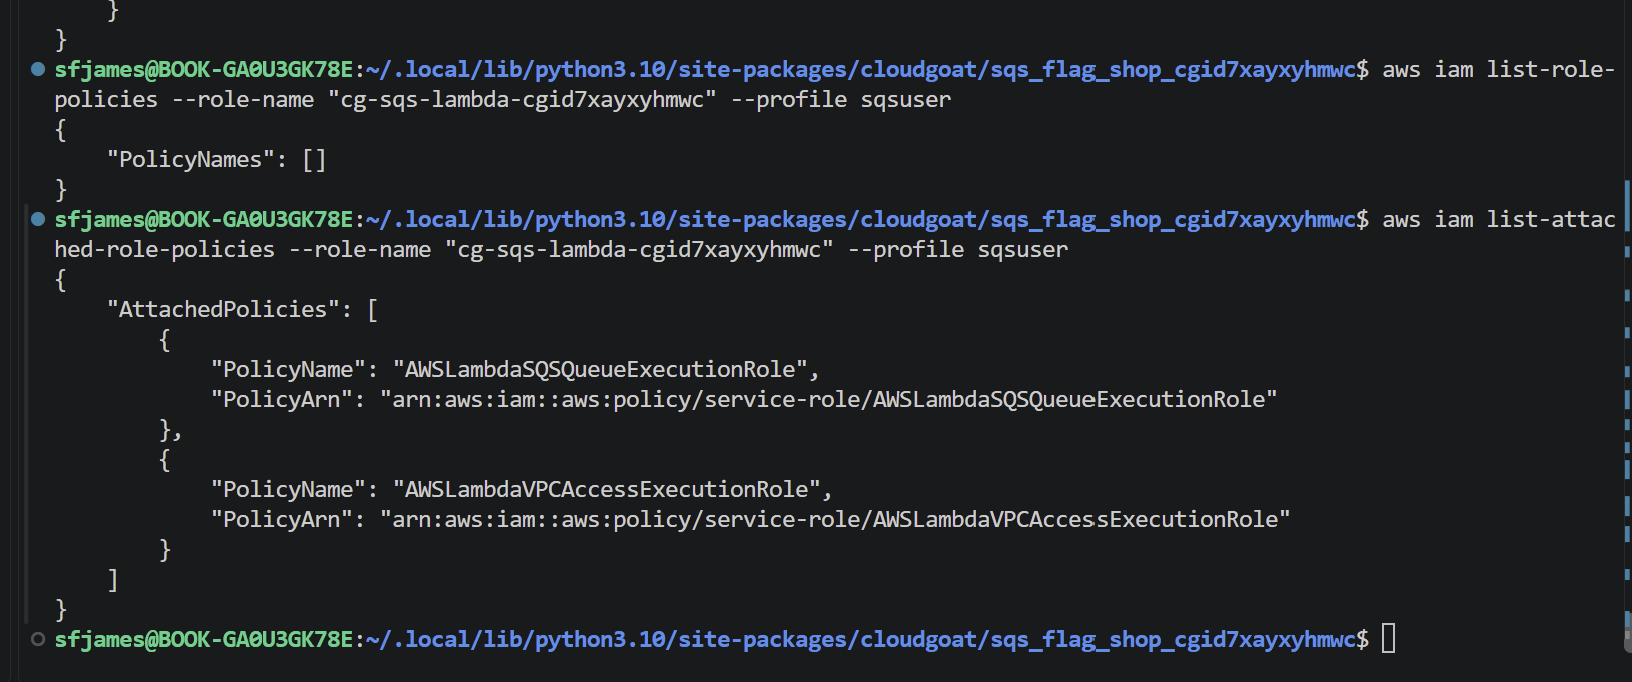 }
}
sfjames@BOOK-GA0U3GK78E:~/.local/lib/python3.10/site-packages/cloudgoat/sqs_flag_shop_cgid7xayxyhmwc$ aws iam list-role-
policies --role-name "cg-sqs-lambda-cgid7xayxyhmwc" --profile sqsuser
{
"PolicyNames": []
}
sfjames@BOOK-GA0U3GK78E:~/.local/lib/python3.10/site-packages/cloudgoat/sqs_flag_shop_cgid7xayxyhmwc$ aws iam list-attac
hed-role-policies --role-name "cg-sqs-lambda-cgid7xayxyhmwc" --profile sqsuser
{
"AttachedPolicies": [
{
"PolicyName": "AWSLambdaSQSQueueExecutionRole",
"PolicyArn": "arn:aws:iam::aws:policy/service-role/AWSLambdaSQSQueueExecutionRole"
},
{
"PolicyName": "AWSLambdaVPCAccessExecutionRole",
"PolicyArn": "arn:aws:iam::aws:policy/service-role/AWSLambdaVPCAccessExecutionRole"
}
]
}
sfjames@BOOK-GA0U3GK78E:~/.local/lib/python3.10/site-packages/cloudgoat/sqs_flag_shop_cgid7xayxyhmwc$